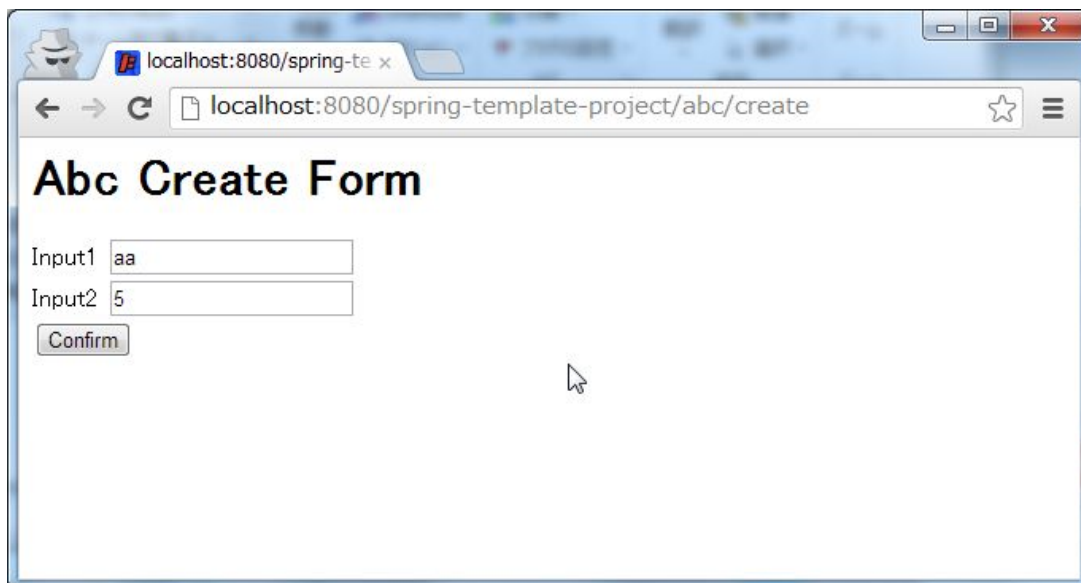 localhost:8080/spring-te
localhost:8080/spring-template-project/abc/create
Abc Create Form
Input1 aa
Input2 5
Confirm